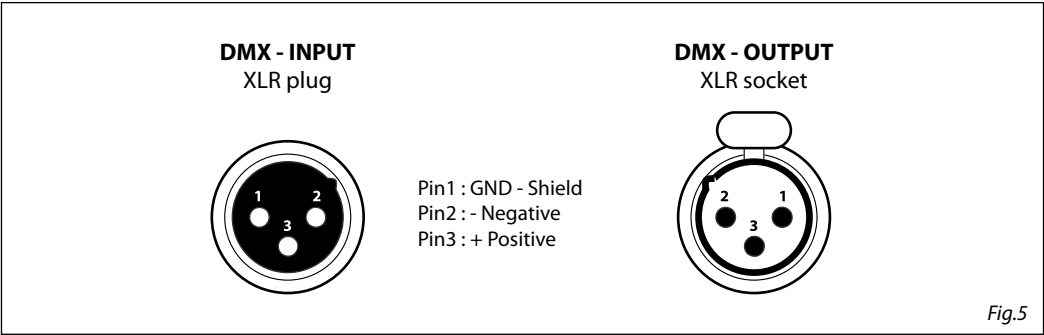 DMX - INPUT
XLR plug
DMX - OUTPUT
XLR socket
1
2
3
Pin1 : GND - Shield
Pin2 : - Negative
Pin3 : + Positive
2
1
3
Fig.5